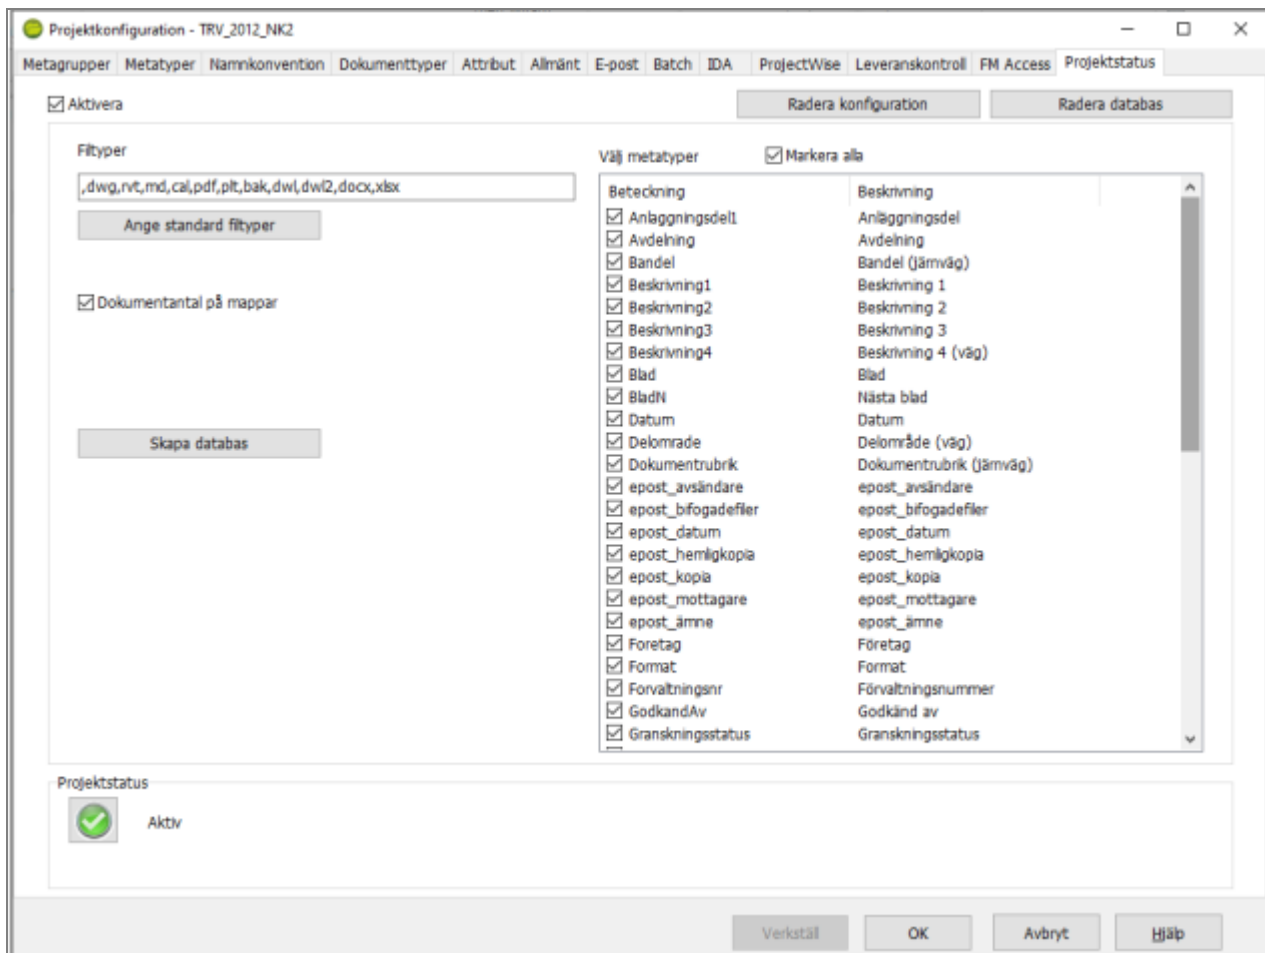 Projektkonfiguration - TRV_2012_NK2
Metagrupper Metatyper Namnkonvention Dokumenttyper Attribut Allmänt E-post Batch IDA ProjectWise Leveranskontroll FM Access Projektstatus
Aktivera
Radera konfiguration Radera databas
Filtyper
,dwg,rvt,md,cal,pdf,plt,bak,dwl,dwl2,docx,xlsx
Ange standard filtyper
Dokumentantal på mappar
Skapa databas
Välj metatyper Markera alla
Beteckning Beskrivning
Anlaggningsdel1 Anläggningsdel
Avdelning Avdelning
Bandel Bandel (järnväg)
Beskrivning1 Beskrivning 1
Beskrivning2 Beskrivning 2
Beskrivning3 Beskrivning 3
Beskrivning4 Beskrivning 4 (väg)
Blad Blad
BladN Nästa blad
Datum Datum
Delomrade Delområde (väg)
Dokumentrubrik Dokumentrubrik (järnväg)
epost_avsändare epost_avsändare
epost_bifogadefiler epost_bifogadefiler
epost_datum epost_datum
epost_hemligkopia epost_hemligkopia
epost_kopia epost_kopia
epost_mottagare epost_mottagare
epost_ämne epost_ämne
Foretag Företag
Format Format
Forvaltningsnr Förvaltningsnummer
GodkandAv Godkänd av
Granskningsstatus Granskningsstatus
Projektstatus
Aktiv
Verkställ OK Avbryt Hjälp